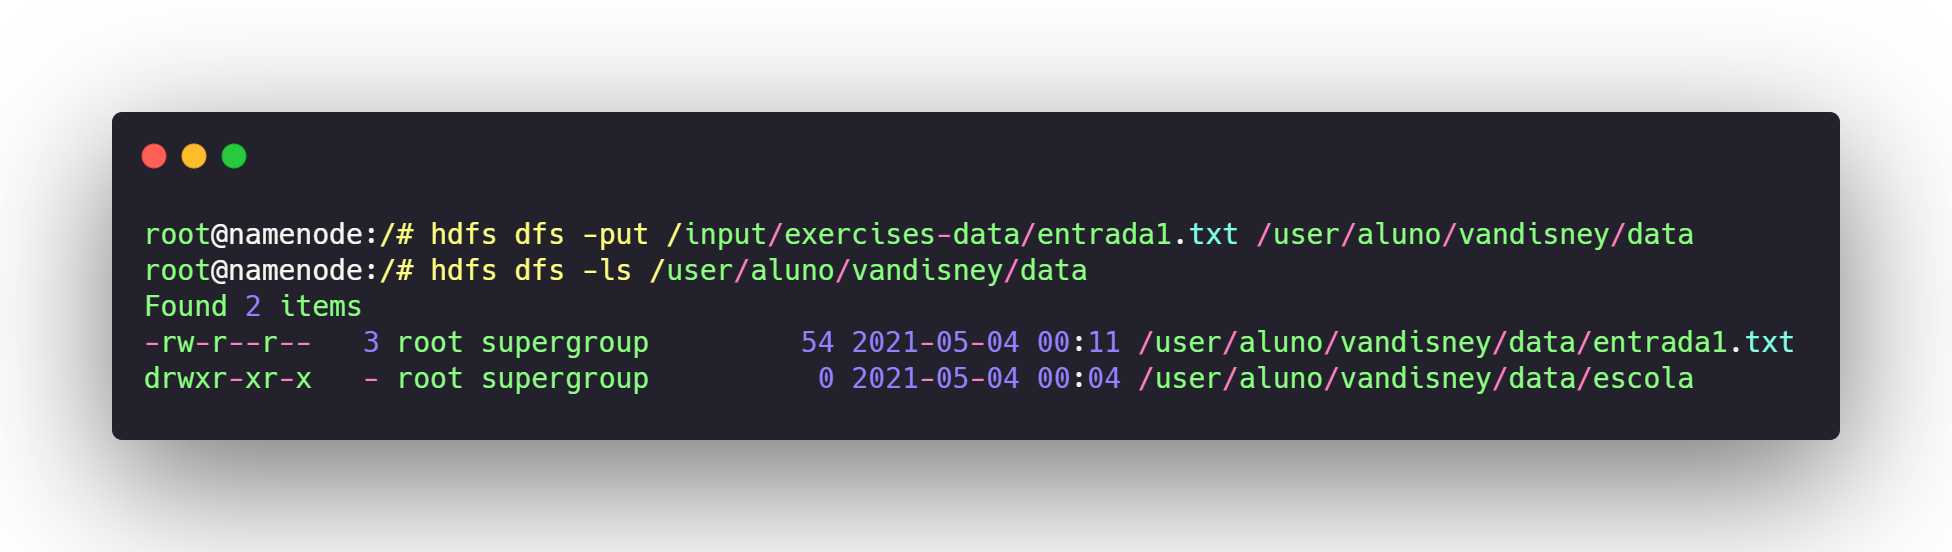 root@namenode:/# hdfs dfs -put /input/exercises-data/entrada1.txt /user/aluno/vandisney/data
root@namenode:/# hdfs dfs -ls /user/aluno/vandisney/data
Found 2 items
-rw-r--r--   3 root supergroup         54 2021-05-04 00:11 /user/aluno/vandisney/data/entrada1.txt
drwxr-xr-x   - root supergroup          0 2021-05-04 00:04 /user/aluno/vandisney/data/escola